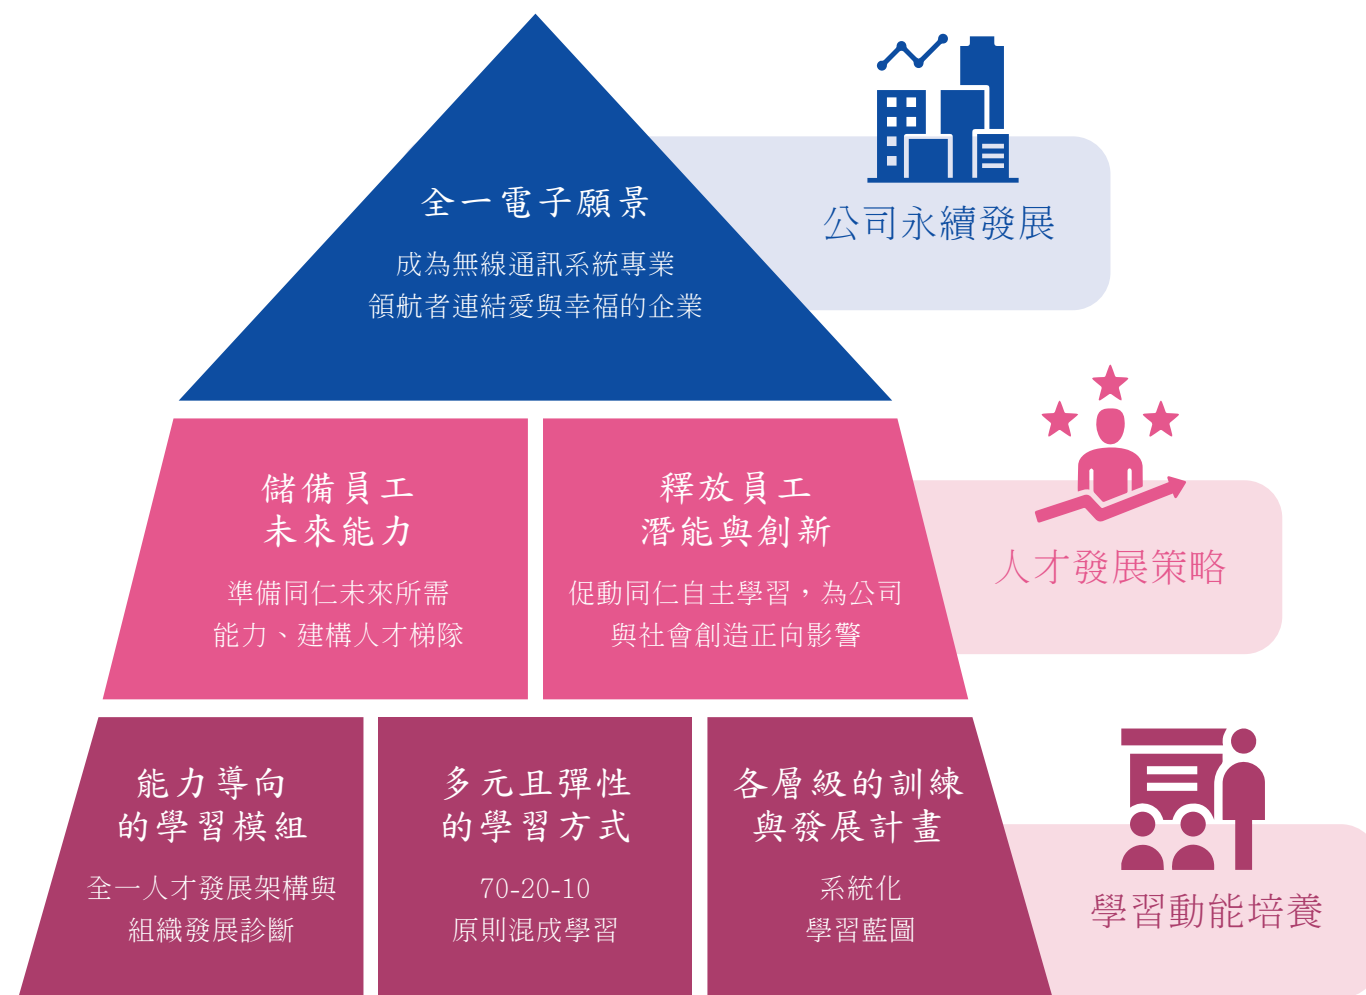 全一電子願景
成為無線通訊系統專業
領航者連結愛與幸福的企業
公司永續發展
儲備員工
未來能力
準備同仁未來所需
能力、建構人才梯隊
釋放員工
潛能與創新
促動同仁自主學習，為公司
與社會創造正向影響
人才發展策略
能力導向
的學習模組
全一人才發展架構與
組織發展診斷
多元且彈性
的學習方式
70-20-10
原則混成學習
各層級的訓練
與發展計畫
系統化
學習藍圖
學習動能培養